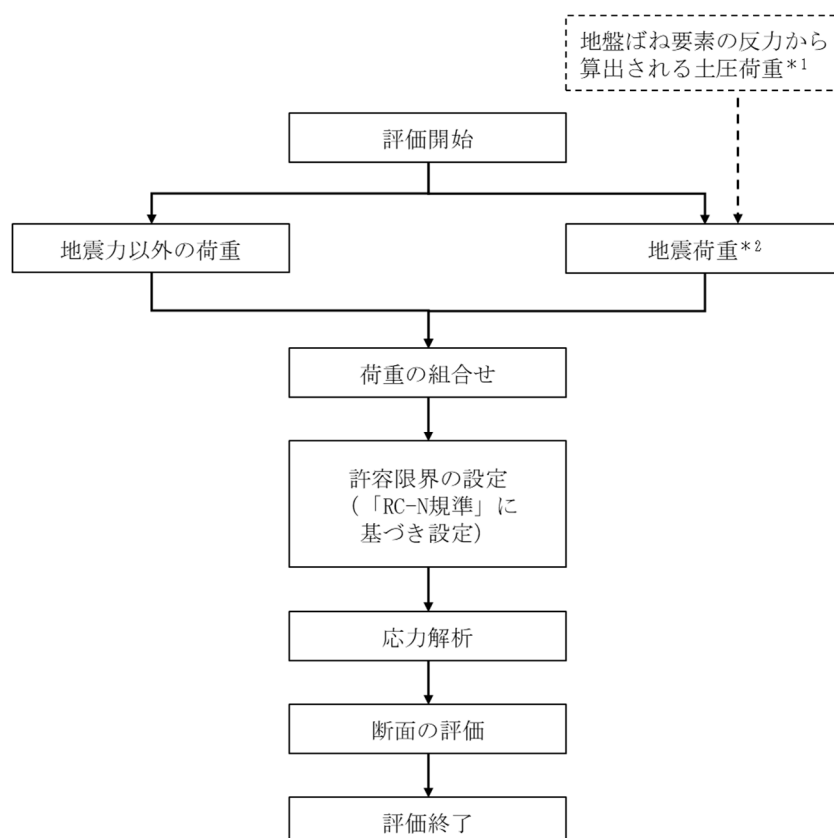 地盤ばね要素の反力から
算出される土圧荷重*1
評価開始
地震力以外の荷重
地震荷重*2
荷重の組合せ
許容限界の設定
(「RC-N規準」に
基づき設定)
応力解析
断面の評価
評価終了